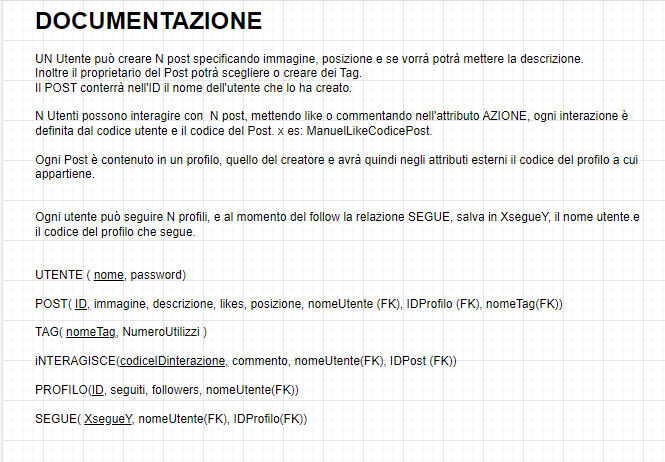 DOCUMENTAZIONE
UN Utente può creare N post specificando immagine, posizione e se vorrà potrà mettere la descrizione.
Inoltre il proprietario del Post potrà scegliere o creare dei Tag.
Il POST conterrà nell'ID il nome dell'utente che lo ha creato.
N Utenti possono interagire con N post, mettendo like o commentando nell'attributo AZIONE, ogni interazione è
definita dal codice utente e il codice del Post. x es: ManuelLikeCodicePost.
Ogni Post è contenuto in un profilo, quello del creatore e avrà quindi negli attributi esterni il codice del profilo a cui
appartiene.
Ogni utente può seguire N profili, e al momento del follow la relazione SEGUE, salva in XsegueY, il nome utente.e
il codice del profilo che segue.
UTENTE ( nome, password)
POST( ID, immagine, descrizione, likes, posizione, nomeUtente (FK), IDProfilo (FK), nomeTag(FK))
TAG( nomeTag, NumeroUtilizzi )
iNTERAGISCE(codiceIDinterazione, commento, nomeUtente(FK), IDPost (FK))
PROFILO(ID, seguiti, followers, nomeUtente(FK))
SEGUE( XsegueY, nomeUtente(FK), IDProfilo(FK))